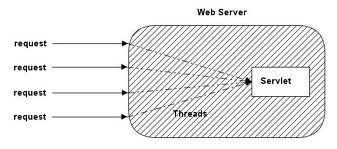 Web Server
request
request
Servlet
request
Threads
request